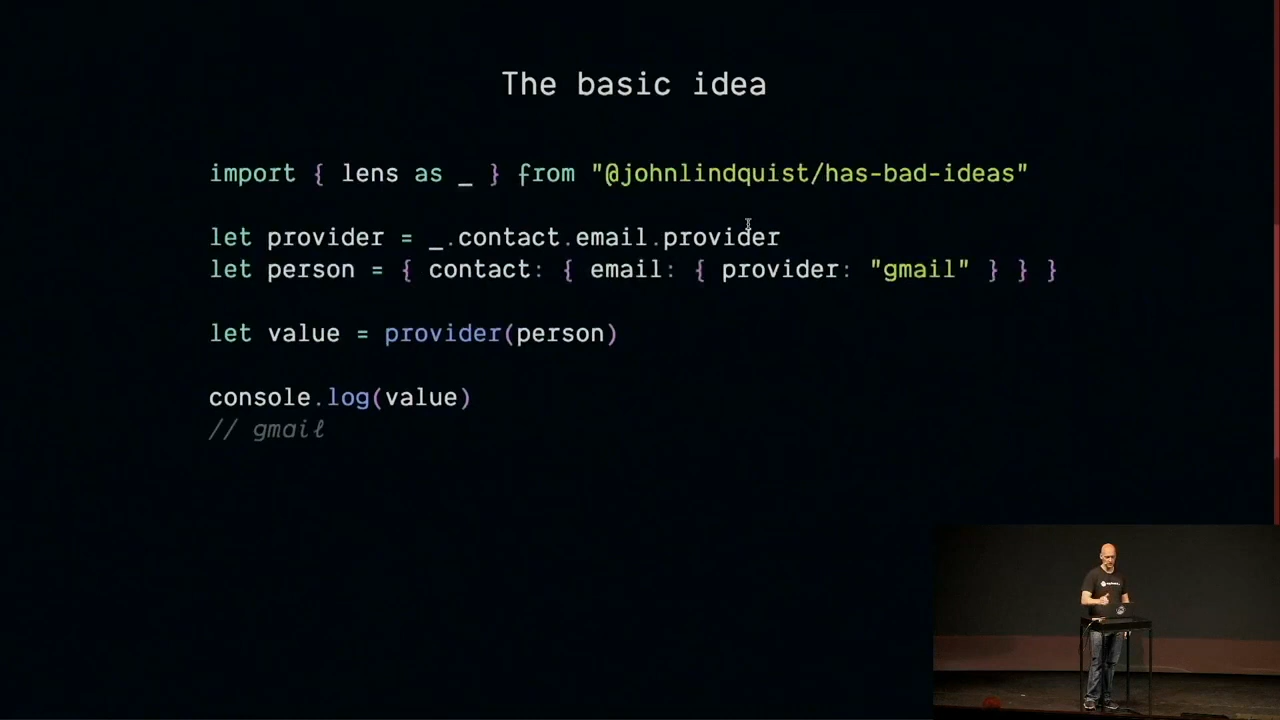 The basic idea
import { lens as _ } from "@johnlindquist/has-bad-ideas"
let provider = _.contact.email.provider
let person = { contact: { email: { provider: "gmail" } } }
let value = provider(person)
console.log(value)
// gmail